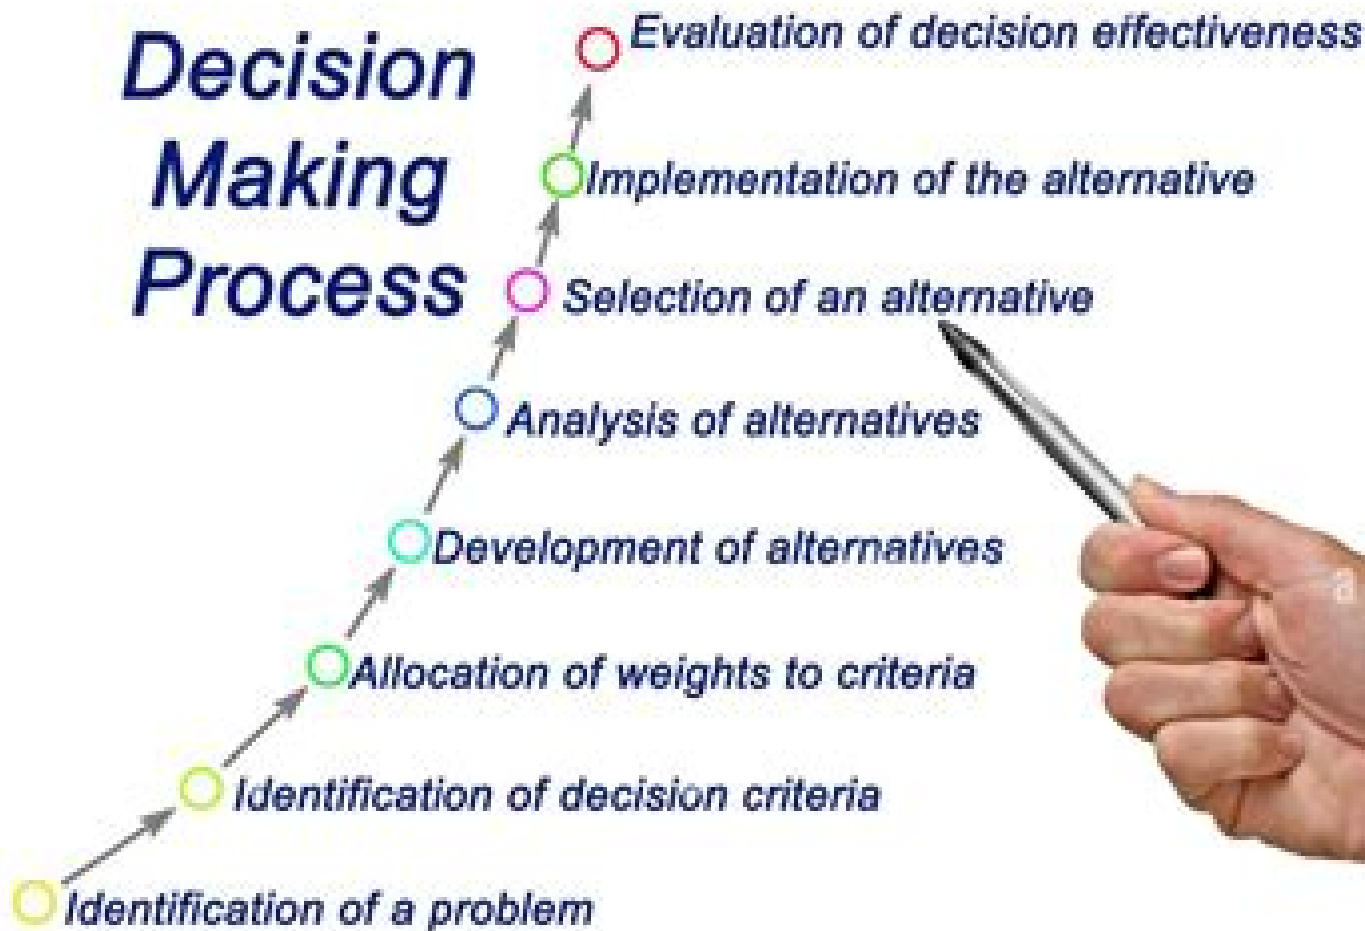 Decision
Making
Process
Evaluation of decision effectiveness
Implementation of the alternative
Selection of an alternative
Analysis of alternatives
Development of alternatives
Allocation of weights to criteria
Identification of decision criteria
Identification of a problem
a